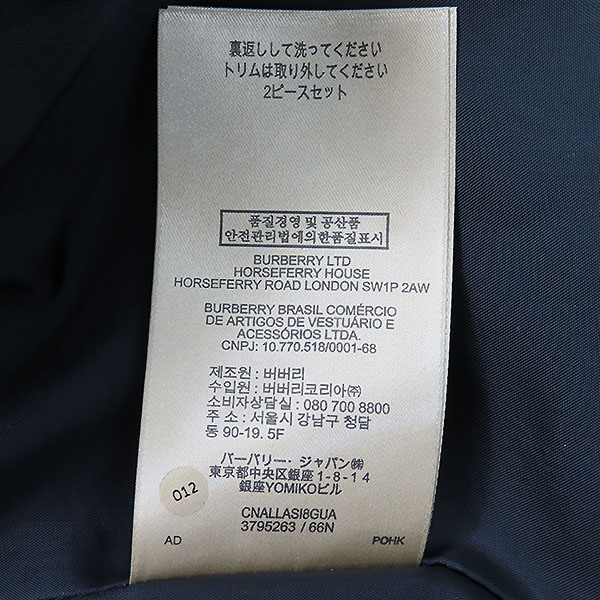 裏返しして洗ってください
トリムは取り外してください
2ピースセット
품질경영 및 공산품
안전관리법에의한품질표시
BURBERRY LTD
HORSEFERRY HOUSE
HORSEFERRY ROAD LONDON SW1P 2AW
BURBERRY BRASIL COMÉRCIO
DE ARTIGOS DE VESTUÁRIO E
ACESSÓRIOS LTDA.
CNPJ: 10.770.518/0001-68
제조원 : 버버리
수입원 : 버버리코리아㈜
소비자상담실 : 080 700 8800
주 소 : 서울시 강남구 청담
동 90-19. 5F
バーバリー・ジャパン㈱
東京都中央区銀座 1-8-14
銀座YOMIKOビル
012
CNALLASI8GUA
3795263 / 66N
AD
POHK